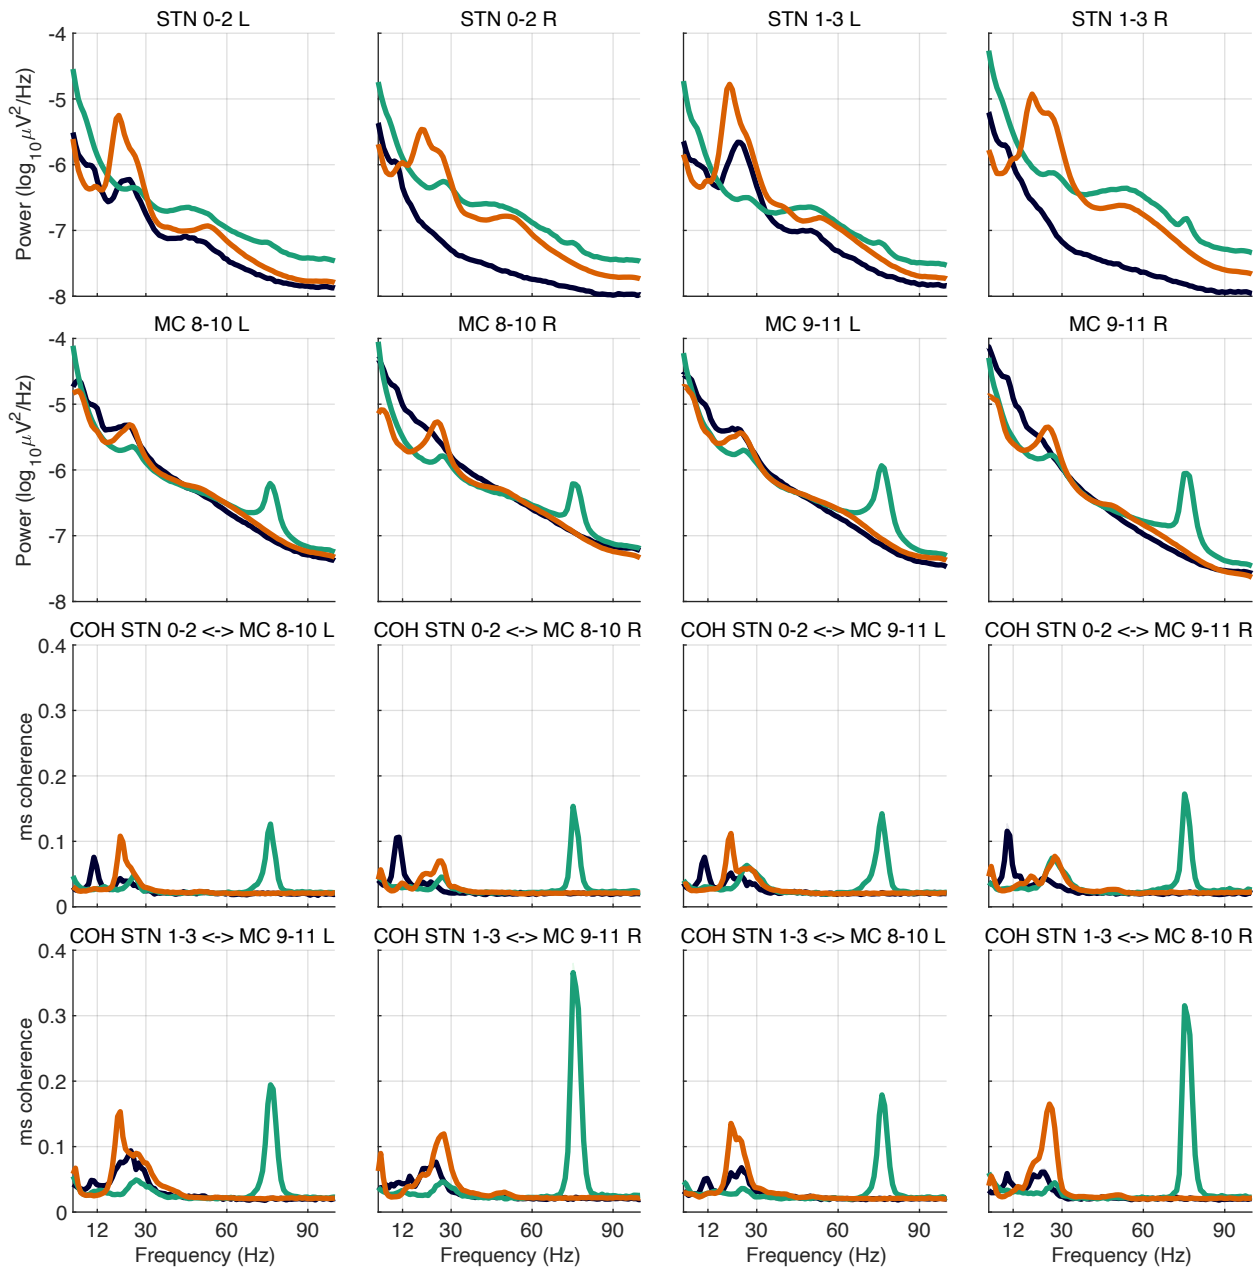 STN 0-2 L STN 0-2 R STN 1-3 L STN 1-3 R
Power (log10μV2/Hz)
-4
-5
-6
-7
-8
MC 8-10 L MC 8-10 R MC 9-11 L MC 9-11 R
Power (log10μV2/Hz)
-4
-5
-6
-7
-8
COH STN 0-2 <-> MC 8-10 L COH STN 0-2 <-> MC 8-10 R COH STN 0-2 <-> MC 9-11 L COH STN 0-2 <-> MC 9-11 R
ms coherence
0.4
0.3
0.2
0.1
0
COH STN 1-3 <-> MC 9-11 L COH STN 1-3 <-> MC 9-11 R COH STN 1-3 <-> MC 8-10 L COH STN 1-3 <-> MC 8-10 R
ms coherence
0.4
0.3
0.2
0.1
0
12 30 60 90 12 30 60 90 12 30 60 90 12 30 60 90
Frequency (Hz) Frequency (Hz) Frequency (Hz) Frequency (Hz)